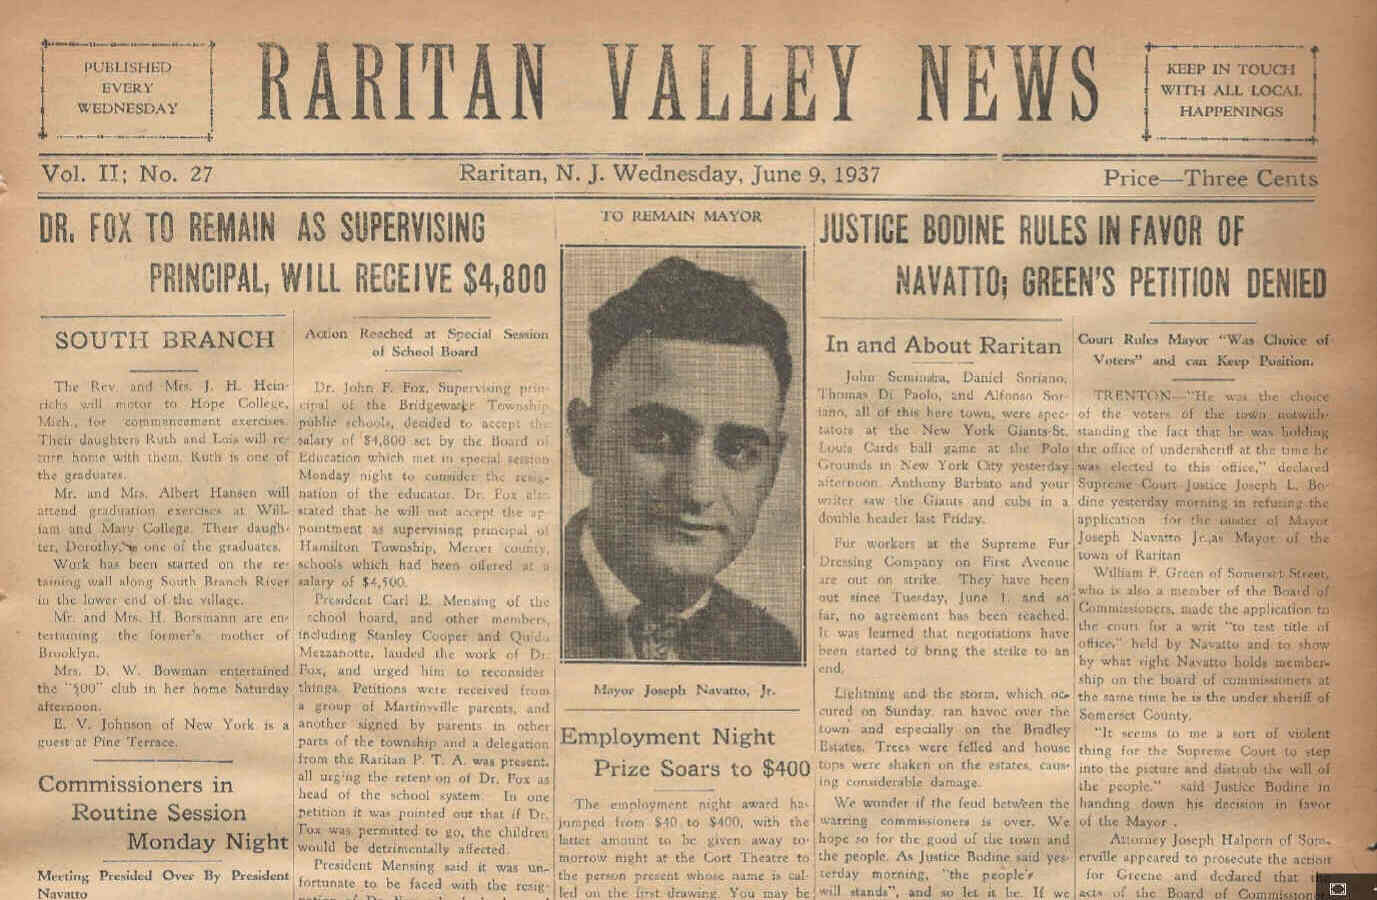 PUBLISHED
EVERY
WEDNESDAY
RARITAN VALLEY NEWS
KEEP IN TOUCH
WITH ALL LOCAL
HAPPENINGS
Vol. II; No. 27
Raritan, N. J. Wednesday, June 9, 1937
Price—Three Cents
DR. FOX TO REMAIN AS SUPERVISING
PRINCIPAL, WILL RECEIVE $4,800
SOUTH BRANCH
The Rev. and Mrs. J. H. Hein-
richs will motor to Hope College,
Mich., for commencement exercises.
Their daughters Ruth and Lois will re-
turn home with them. Ruth is one of
the graduates.
Mr. and Mrs. Albert Hansen will
attend graduation exercises at Will-
iam and Mary College. Their daugh-
ter, Dorothy, is one of the graduates.
Work has been started on the re-
taining wall along South Branch River
in the lower end of the village.
Mr. and Mrs. H. Borsmann are en-
tertaining the former's mother of
Brooklyn.
Mrs. D. W. Bowman entertained
the "500" club in her home Saturday
afternoon.
E. V. Johnson of New York is a
guest at Pine Terrace.
Commissioners in
Routine Session
Monday Night
Meeting Presided Over By President
Navatto
Action Reached at Special Session
of School Board
Dr. John F. Fox, Supervising prin-
cipal of the Bridgewater Township
public schools, decided to accept the
salary of $4,800 set by the Board of
Education which met in special session
Monday night to consider the resig-
nation of the educator. Dr. Fox also
stated that he will not accept the ap-
pointment as supervising principal of
Hamilton Township, Mercer county,
schools which had been offered at a
salary of $4,500.
President Carl E. Mensing of the
school board, and other members,
including Stanley Cooper and Quido
Mezzanotte, lauded the work of Dr.
Fox, and urged him to reconsider
things. Petitions were received from
a group of Martinsville parents, and
another signed by parents in other
parts of the township and a delegation
from the Raritan P. T. A. was present,
all urging the retention of Dr. Fox as
head of the school system. In one
petition it was pointed out that if Dr.
Fox was permitted to go, the children
would be detrimentally affected.
President Mensing said it was un-
fortunate to be faced with the resig-
TO REMAIN MAYOR
Mayor Joseph Navatto, Jr.
Employment Night
Prize Soars to $400
The employment night award has
jumped from $40 to $400, with the
latter amount to be given away to-
morrow night at the Cort Theatre to
the person present whose name is cal-
led on the first drawing. You may be
JUSTICE BODINE RULES IN FAVOR OF
NAVATTO; GREEN'S PETITION DENIED
In and About Raritan
John Seminstra, Daniel Soriano,
Thomas Di Paolo, and Alfonso Sor-
iano, all of this here town, were spec-
tators at the New York Giants-St.
Louis Cards ball game at the Polo
Grounds in New York City yesterday
afternoon. Anthony Barbato and your
writer saw the Giants and cubs in a
double header last Friday.
Fur workers at the Supreme Fur
Dressing Company on First Avenue
are out on strike. They have been
out since Tuesday, June 1. and so
far, no agreement has been reached.
It was learned that negotiations have
been started to bring the strike to an
end.
Lightning and the storm, which oc-
cured on Sunday, ran havoc over the
town and especially on the Bradley
Estates. Trees were felled and house
tops were shaken on the estates, caus-
ing considerable damage.
We wonder if the feud between the
warring commissioners is over. We
hope so for the good of the town and
the people. As Justice Bodine said yes-
terday morning, "the people's
will stands", and so let it be. If we
Court Rules Mayor "Was Choice of
Voters" and can Keep Position.
TRENTON—"He was the choice
of the voters of the town notwith-
standing the fact that he was holding
the office of undersheriff at the time he
was elected to this office," declared
Supreme Court Justice Joseph L. Bo-
dine yesterday morning in refusing the
application for the ouster of Mayor
Joseph Navatto Jr.,as Mayor of the
town of Raritan
William F. Green of Somerset Street,
who is also a member of the Board of
Commissioners, made the application to
the court for a writ "to test title of
office," held by Navatto and to show
by what right Navatto holds member-
ship on the board of commissioners at
the same time he is the under sheriff of
Somerset County.
"It seems to me a sort of violent
thing for the Supreme Court to step
into the picture and distrub the will of
the people." said Justice Bodine in
handing down his decision in favor
of the Mayor .
Attorney Joseph Halpern of Som-
erville appeared to prosecute the action
for Greene and declared that the
acts of the Board of Commission